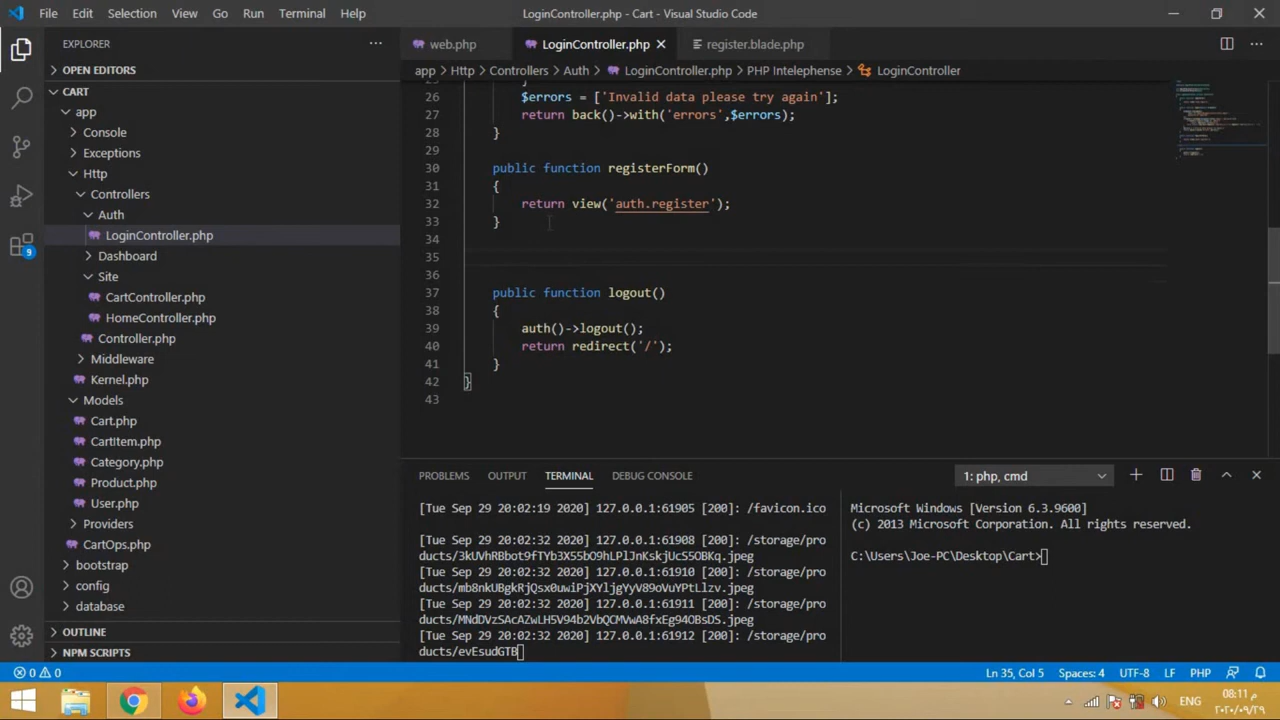 File Edit Selection View Go Run Terminal Help
LoginController.php - Cart - Visual Studio Code
EXPLORER
OPEN EDITORS
CART
app
Console
Exceptions
Http
Controllers
Auth
LoginController.php
Dashboard
Site
CartController.php
HomeController.php
Controller.php
Middleware
Kernel.php
Models
Cart.php
CartItem.php
Category.php
Product.php
User.php
Providers
CartOps.php
bootstrap
config
database
OUTLINE
NPM SCRIPTS
9
web.php LoginController.php register.blade.php
app Http Controllers Auth LoginController.php PHP Intelephense LoginController
26 $errors = ['Invalid data please try again'];
27 return back()->with('errors',$errors);
28 }
29
30 public function registerForm()
31 {
32 return view('auth.register');
33 }
34
35
36
37 public function logout()
38 {
39 auth()->logout();
40 return redirect('/');
41 }
42 }
43
PROBLEMS OUTPUT TERMINAL DEBUG CONSOLE 1: php, cmd
[Tue Sep 29 20:02:19 2020] 127.0.0.1:61905 [200]: /favicon.ico
[Tue Sep 29 20:02:32 2020] 127.0.0.1:61908 [200]: /storage/pro
ducts/3kUVhRBbot9fTYb3X55bO9hLPlJnKskjUcS5OBKq.jpeg
[Tue Sep 29 20:02:32 2020] 127.0.0.1:61910 [200]: /storage/pro
ducts/mb8nkUBgkRjQsx0uwiPjXYljgYyV89oVuYPtLlzv.jpeg
[Tue Sep 29 20:02:32 2020] 127.0.0.1:61911 [200]: /storage/pro
ducts/MNdDVzSAcAZwLH5V94b2VbQCMVwA8fxEg94OBsDS.jpeg
[Tue Sep 29 20:02:32 2020] 127.0.0.1:61912 [200]: /storage/pro
ducts/evEsudGTB
Microsoft Windows [Version 6.3.9600]
(c) 2013 Microsoft Corporation. All rights reserved.
C:\Users\Joe-PC\Desktop\Cart>
0 0 Ln 35, Col 5 Spaces: 4 UTF-8 LF PHP
ENG
08:11 م
٢٠٢٠/٠٩/٢٩